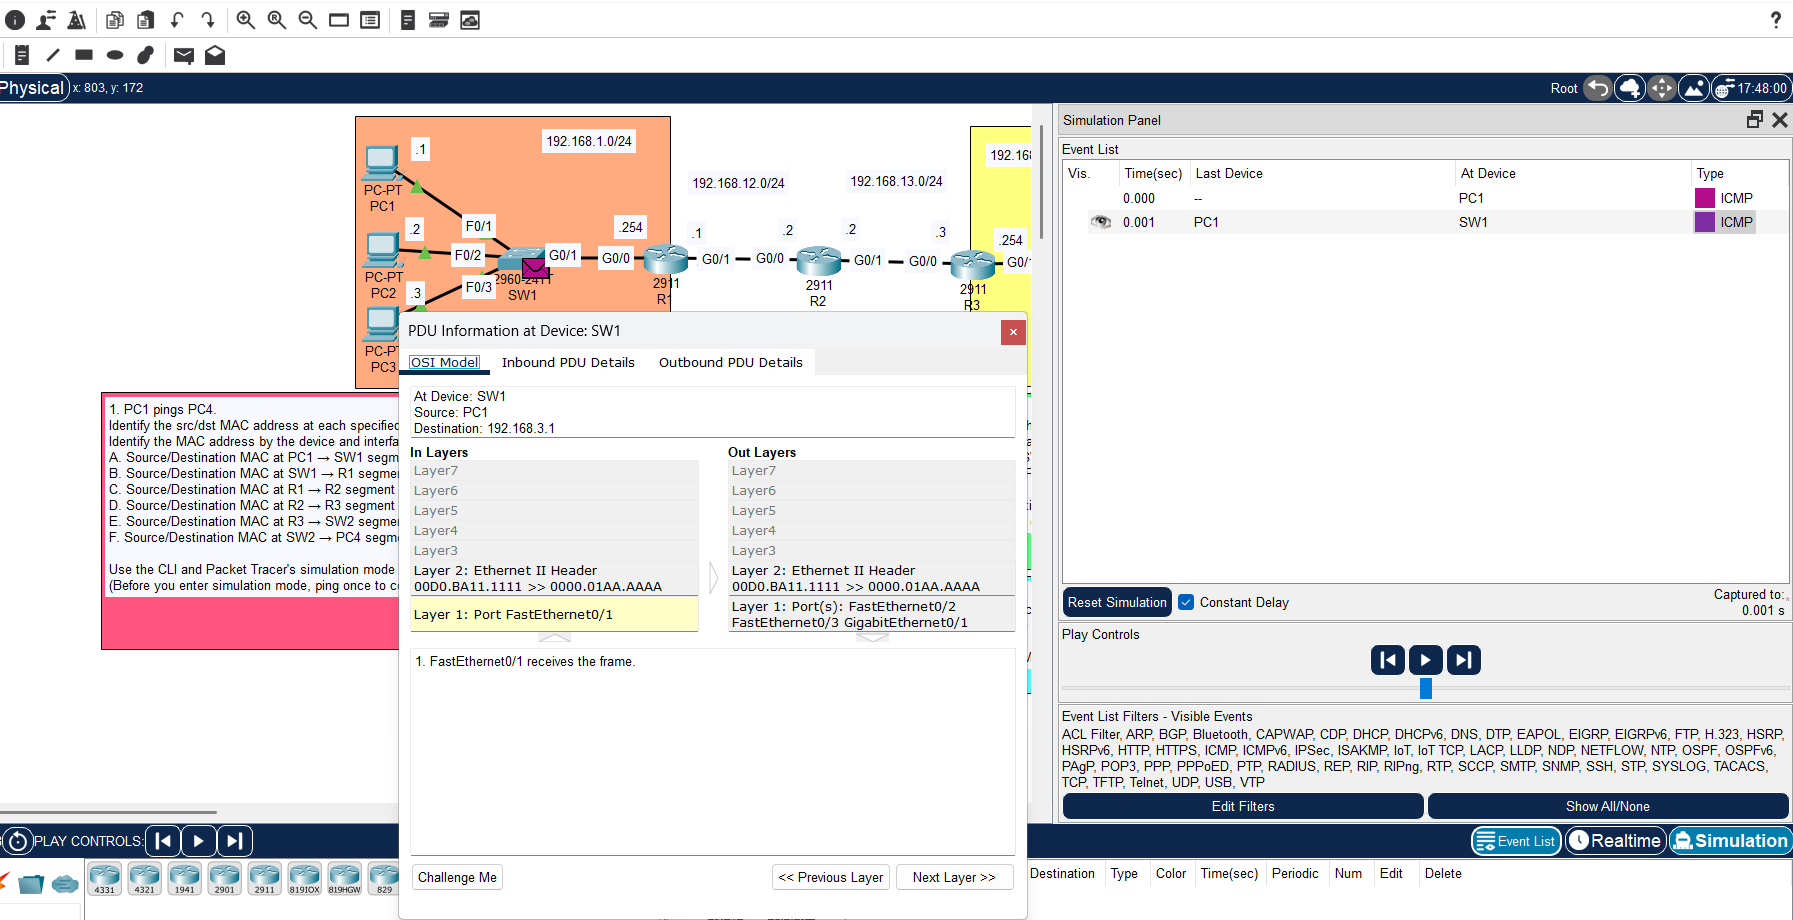 ?
Physical
x: 803, y: 172
Root
17:48:00
192.168.1.0/24
.1
PC-PT
PC1
F0/1
.2
F0/2
PC-PT
PC2
.3
F0/3
PC3
2960-24TT
SW1
G0/1
.254
G0/0
2911
192.168.12.0/24
192.168.13.0/24
.1
.2
.2
.3
G0/1
G0/0
2911
R2
G0/1
G0/0
2911
R3
.254
G0/1
1. PC1 pings PC4.
Identify the src/dst MAC address at each specified
Identify the MAC address by the device and interfa
A. Source/Destination MAC at PC1 → SW1 segm
B. Source/Destination MAC at SW1 → R1 segme
C. Source/Destination MAC at R1 → R2 segment
D. Source/Destination MAC at R2 → R3 segment
E. Source/Destination MAC at R3 → SW2 segme
F. Source/Destination MAC at SW2 → PC4 segm
Use the CLI and Packet Tracer's simulation mode
(Before you enter simulation mode, ping once to c
PDU Information at Device: SW1
OSI Model Inbound PDU Details Outbound PDU Details
At Device: SW1
Source: PC1
Destination: 192.168.3.1
In Layers
Layer7
Layer6
Layer5
Layer4
Layer3
Layer 2: Ethernet II Header
00D0.BA11.1111 >> 0000.01AA.AAAA
Layer 1: Port FastEthernet0/1
Out Layers
Layer7
Layer6
Layer5
Layer4
Layer3
Layer 2: Ethernet II Header
00D0.BA11.1111 >> 0000.01AA.AAAA
Layer 1: Port(s): FastEthernet0/2
FastEthernet0/3 GigabitEthernet0/1
1. FastEthernet0/1 receives the frame.
Challenge Me
<< Previous Layer
Next Layer >>
Simulation Panel
Event List
Vis. Time(sec) Last Device At Device Type
0.000 -- PC1 ICMP
0.001 PC1 SW1 ICMP
Reset Simulation
Constant Delay
Captured to:
0.001 s
Play Controls
Event List Filters - Visible Events
ACL Filter, ARP, BGP, Bluetooth, CAPWAP, CDP, DHCP, DHCPv6, DNS, DTP, EAPOL, EIGRP, EIGRPv6, FTP, H.323, HSRP,
HSRPv6, HTTP, HTTPS, ICMP, ICMPv6, IPSec, ISAKMP, IoT, IoT TCP, LACP, LLDP, NDP, NETFLOW, NTP, OSPF, OSPFv6,
PAgP, POP3, PPP, PPPoED, PTP, RADIUS, REP, RIP, RIPng, RTP, SCCP, SMTP, SNMP, SSH, STP, SYSLOG, TACACS,
TCP, TFTP, Telnet, UDP, USB, VTP
Edit Filters
Show All/None
PLAY CONTROLS:
Event List
Realtime
Simulation
4331 4321 1941 2901 2911 819IOX 819HGW 829
Destination Type Color Time(sec) Periodic Num Edit Delete